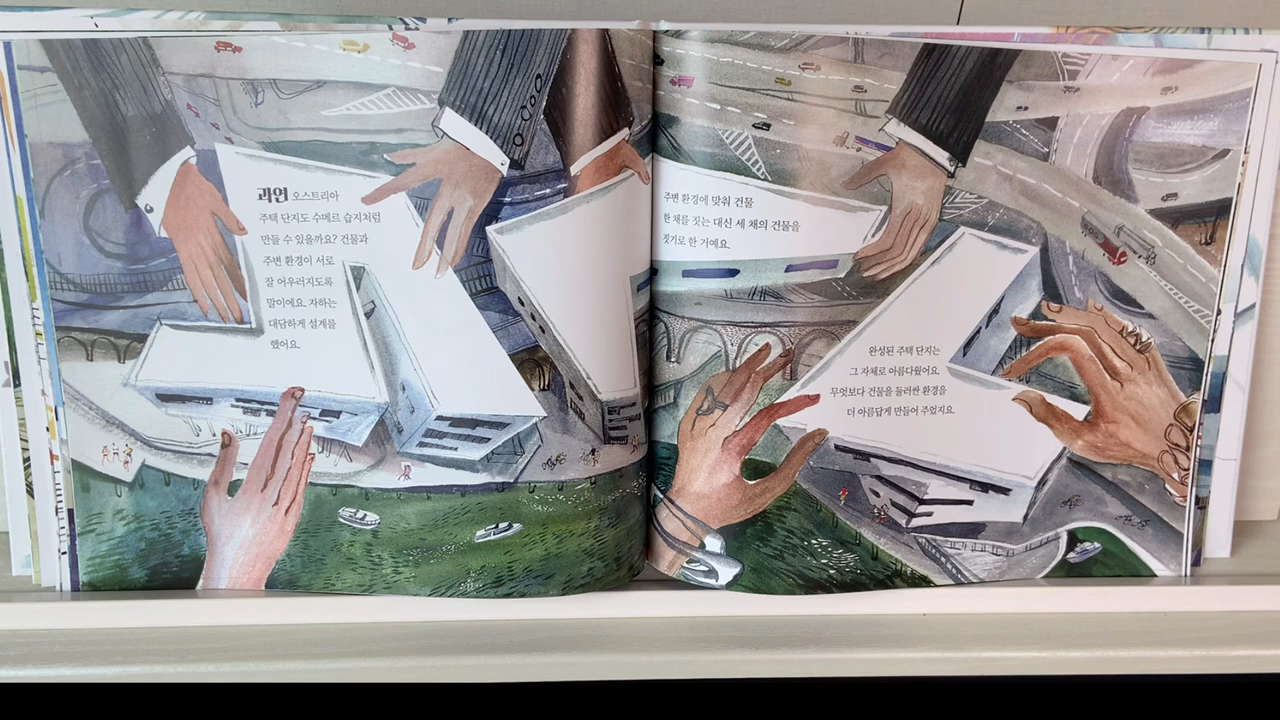 과연 오스트리아
주택 단지도 수메르 습지처럼
만들 수 있을까요? 건물과
주변 환경이 서로
잘 어우러지도록
말이에요. 자하는
대담하게 설계를
했어요.
주변 환경에 맞춰 건물
한 채를 짓는 대신 세 채의 건물을
짓기로 한 거예요.
완성된 주택 단지는
그 자체로 아름다웠어요.
무엇보다 건물을 둘러싼 환경을
더 아름답게 만들어 주었지요.